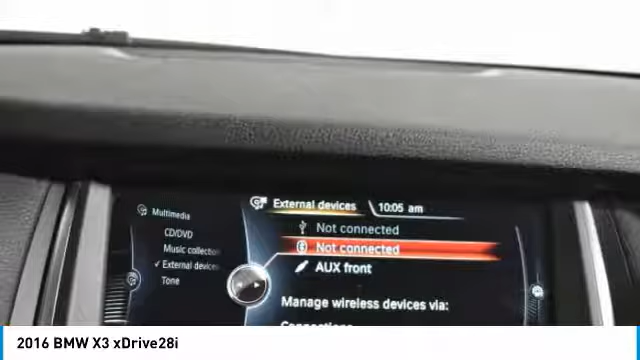 External devices
10:05 am
Multimedia
CD/DVD
Music collection
External devices
Tone
Not connected
Not connected
AUX front
Manage wireless devices via:
Connections
2016 BMW X3 xDrive28i